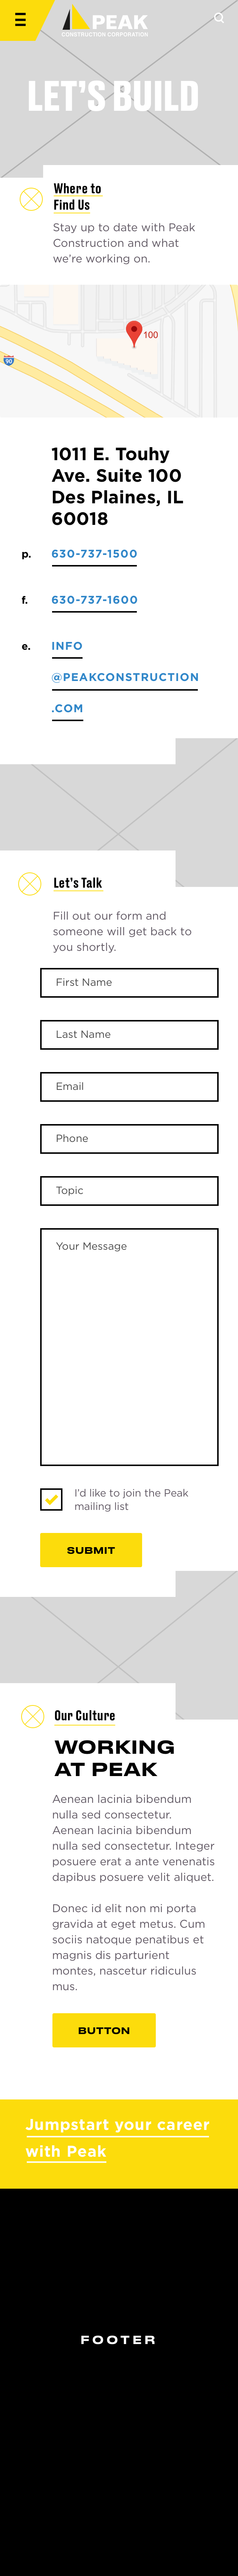 PEAK
CONSTRUCTION CORPORATION
LET'S BUILD
Where to
Find Us
Stay up to date with Peak
Construction and what
we're working on.
100
90
1011 E. Touhy
Ave. Suite 100
Des Plaines, IL
60018
p. 630-737-1500
f. 630-737-1600
e. INFO
@PEAKCONSTRUCTION
.COM
Let's Talk
Fill out our form and
someone will get back to
you shortly.
First Name
Last Name
Email
Phone
Topic
Your Message
I'd like to join the Peak
mailing list
SUBMIT
Our Culture
WORKING
AT PEAK
Aenean lacinia bibendum
nulla sed consectetur.
Aenean lacinia bibendum
nulla sed consectetur. Integer
posuere erat a ante venenatis
dapibus posuere velit aliquet.
Donec id elit non mi porta
gravida at eget metus. Cum
sociis natoque penatibus et
magnis dis parturient
montes, nascetur ridiculus
mus.
BUTTON
Jumpstart your career
with Peak
FOOTER